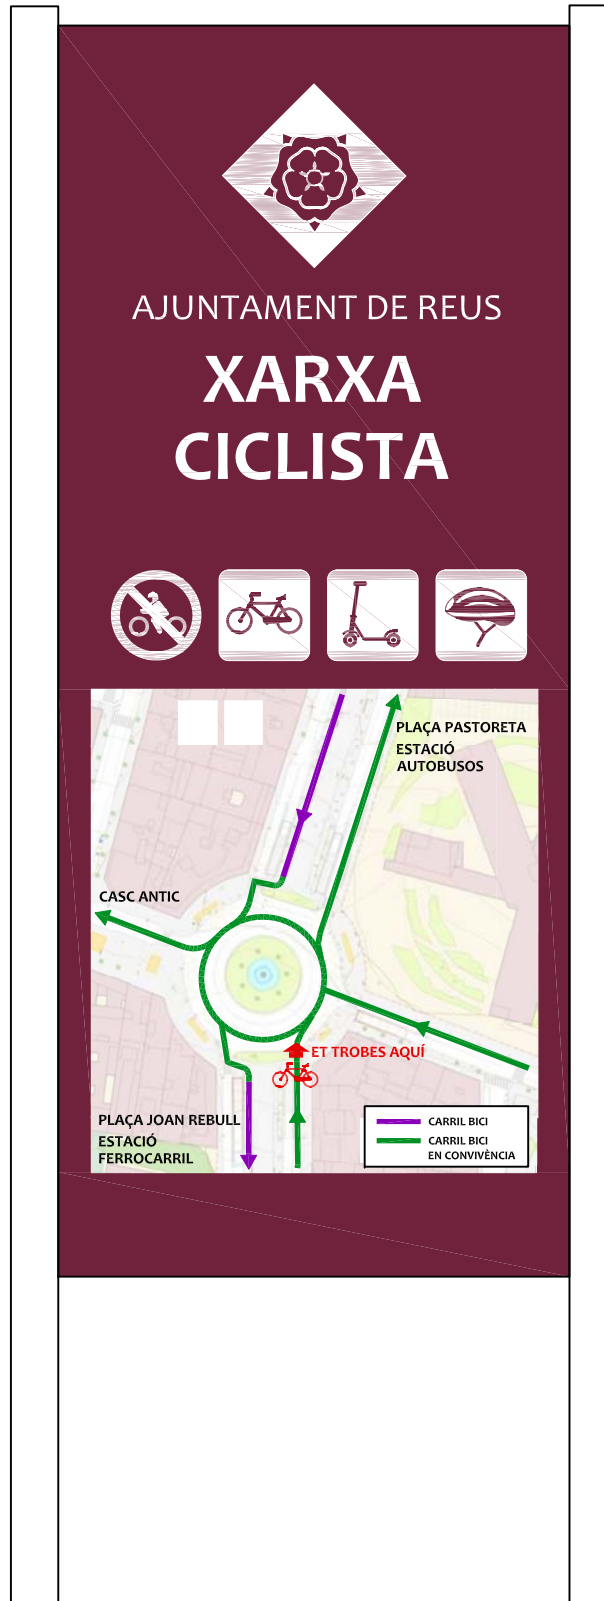 AJUNTAMENT DE REUS
XARXA
CICLISTA
PLAÇA PASTORETA
ESTACIÓ
AUTOBUSOS
CASC ANTIC
ET TROBES AQUÍ
PLAÇA JOAN REBULL
ESTACIÓ
FERROCARRIL
CARRIL BICI
CARRIL BICI
EN CONVIVÈNCIA